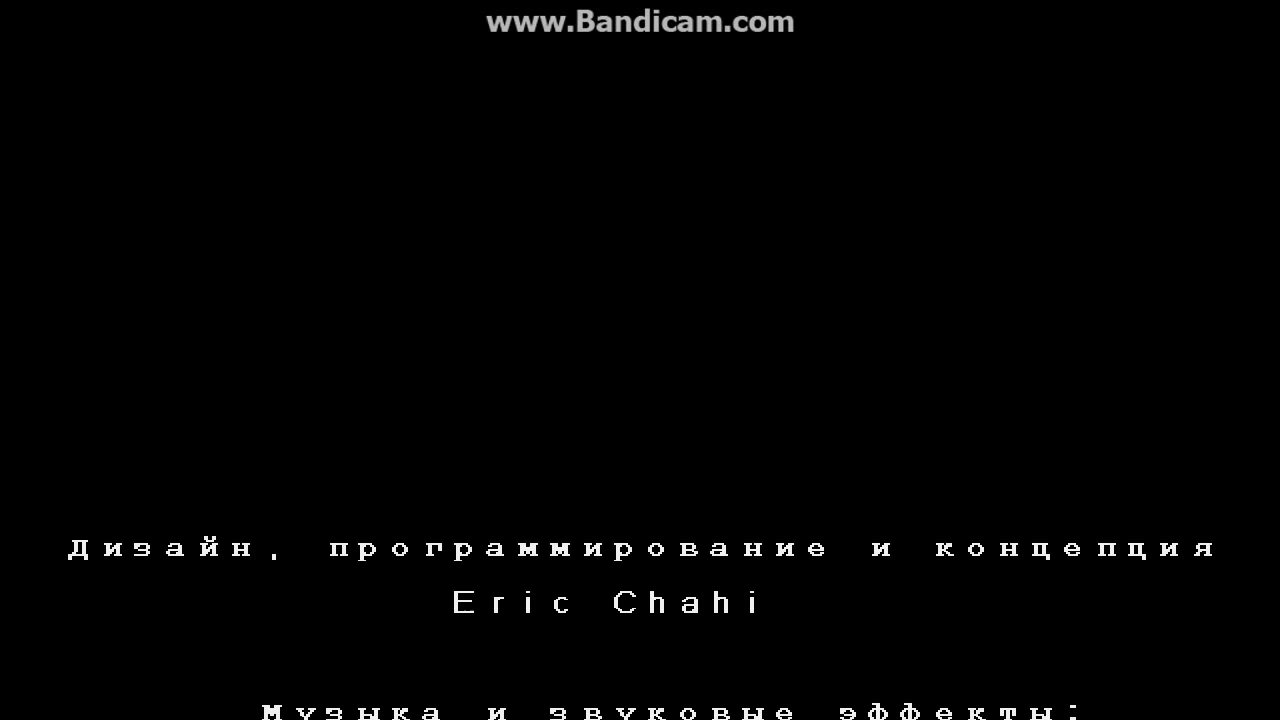 www.Bandicam.com
Дизайн, программирование и концепция
Eric Chahi
Музыка и звуковые эффекты: